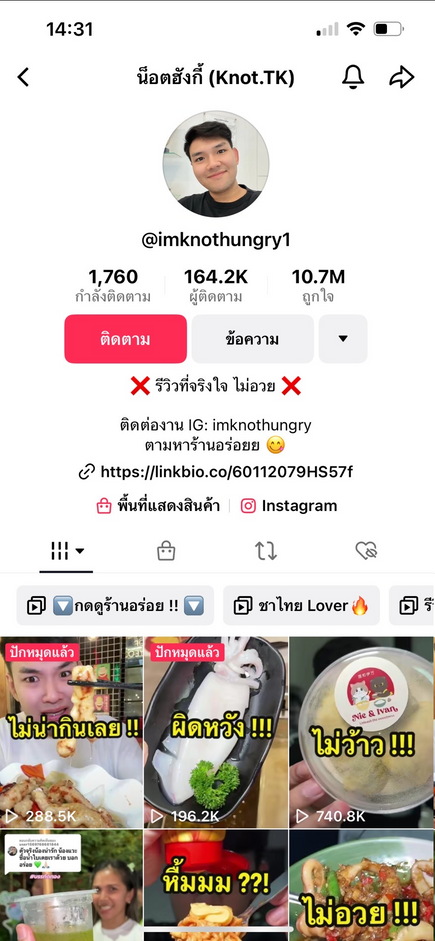 14:31
น็อตฮังกี้ (Knot.TK)
@imknothungry1
1,760
กำลังติดตาม
164.2K
ผู้ติดตาม
10.7M
ถูกใจ
ติดตาม
ข้อความ
❌ รีวิวที่จริงใจ ไม่อวย ❌
ติดต่องาน IG: imknothungry
ตามหาร้านอร่อยย 😋
https://linkbio.co/60112079HS57f
พื้นที่แสดงสินค้า
Instagram
🔽กดดูร้านอร่อย !! 🔽
ชาไทย Lover🔥
ปักหมุดแล้ว
ไม่น่ากินเลย !!
288.5K
ปักหมุดแล้ว
ผิดหวัง !!!
196.2K
Nie & Ivan
ไม่ว้าว !!!
740.8K
หื้มมม ??!
ไม่อวย !!!